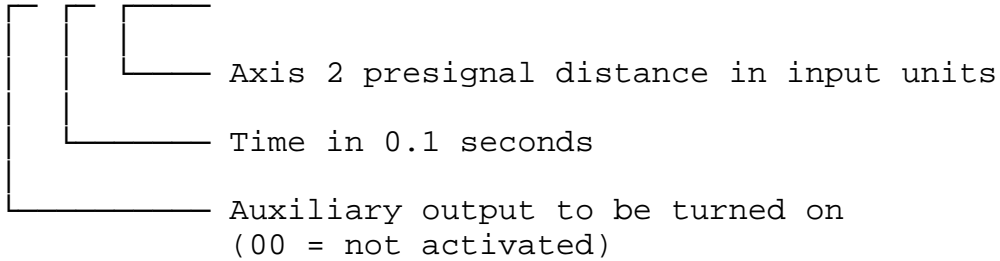 Axis 2 presignal distance in input units
Time in 0.1 seconds
Auxiliary output to be turned on
(00 = not activated)